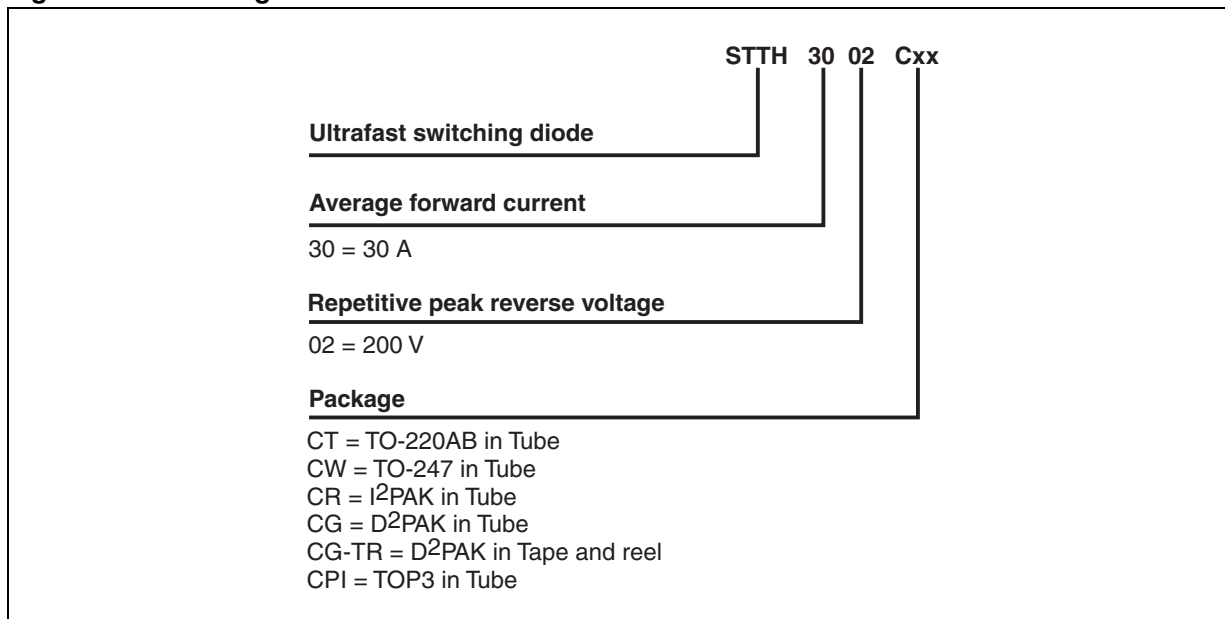 STTH 30 02 Cxx
Ultrafast switching diode
Average forward current
30 = 30 A
Repetitive peak reverse voltage
02 = 200 V
Package
CT = TO-220AB in Tube
CW = TO-247 in Tube
CR = I2PAK in Tube
CG = D2PAK in Tube
CG-TR = D2PAK in Tape and reel
CPI = TOP3 in Tube